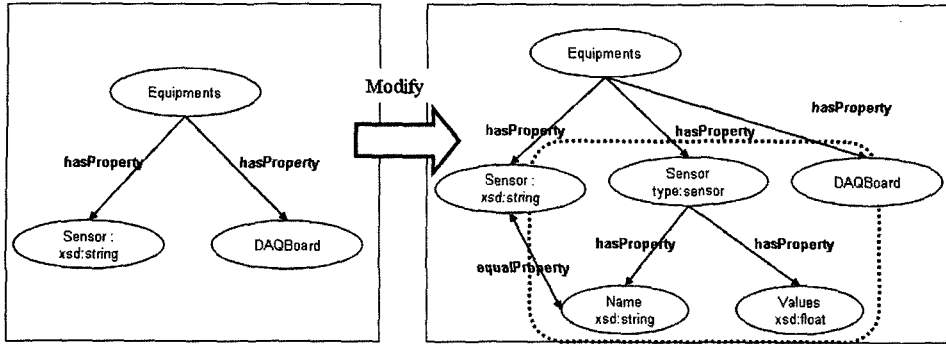 Equipments
hasProperty
hasProperty
Sensor :
xsd:string
DAQBoard
Modify
Equipments
hasProperty
hasProperty
hasProperty
Sensor :
xsd:string
Sensor
type:sensor
DAQBoard
hasProperty
hasProperty
equalProperty
Name
xsd:string
Values
xsd:float